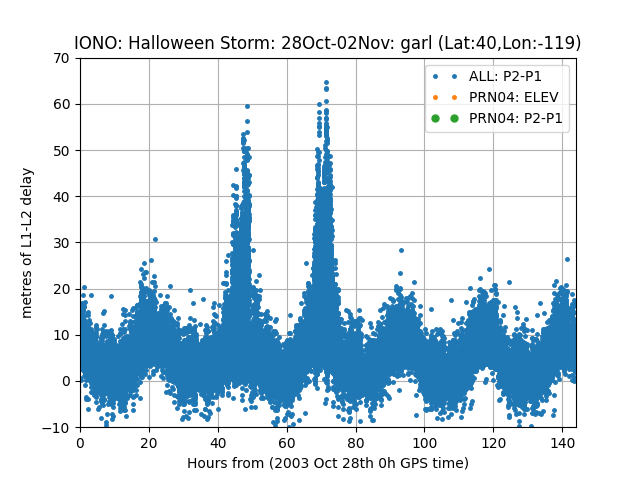 IONO: Halloween Storm: 28Oct-02Nov: garl (Lat:40,Lon:-119)
70
60
50
40
30
20
10
0
−10
metres of L1-L2 delay
ALL: P2-P1
PRN04: ELEV
PRN04: P2-P1
0 20 40 60 80 100 120 140
Hours from (2003 Oct 28th 0h GPS time)